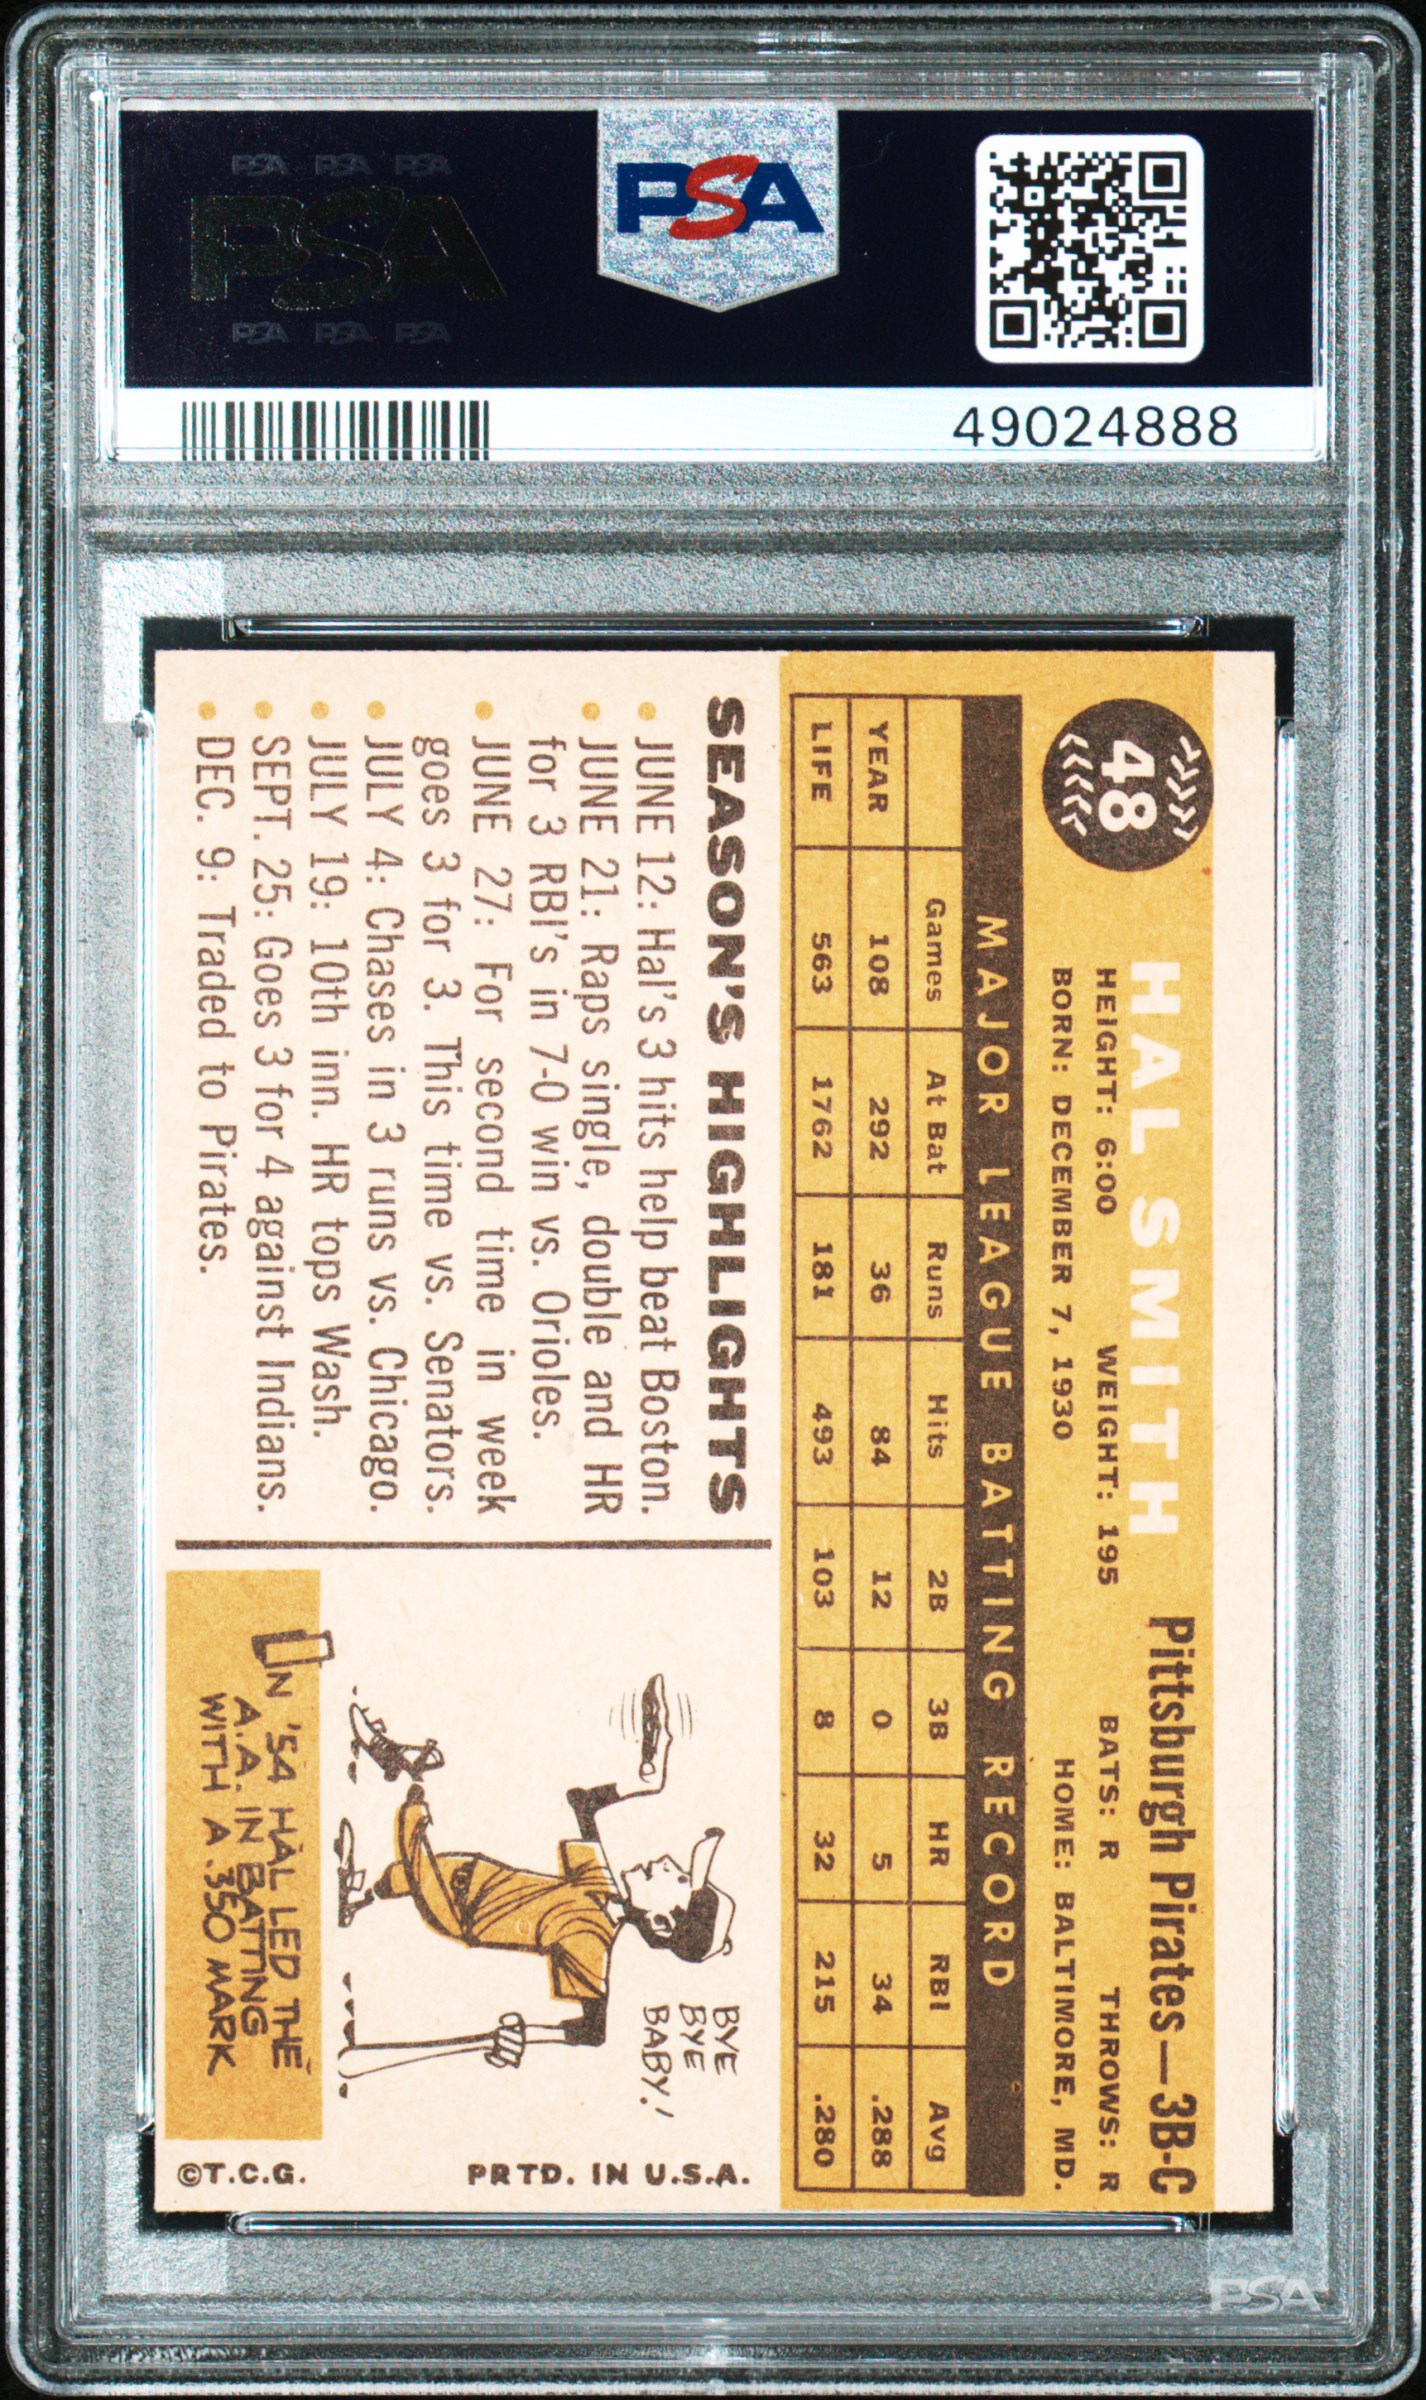 PSA PSA PSA
PSA
PSA PSA PSA
PSA
49024888
48
HAL SMITH
Pittsburgh Pirates—3B-C
HEIGHT: 6:00 WEIGHT: 195 BATS: R THROWS: R
BORN: DECEMBER 7, 1930 HOME: BALTIMORE, MD.
MAJOR LEAGUE BATTING RECORD
Games At Bat Runs Hits 2B 3B HR RBI Avg
YEAR 108 292 36 84 12 0 5 34 .288
LIFE 563 1762 181 493 103 8 32 215 .280
SEASON'S HIGHLIGHTS
• JUNE 12: Hal's 3 hits help beat Boston.
• JUNE 21: Raps single, double and HR
for 3 RBI's in 7-0 win vs. Orioles.
• JUNE 27: For second time in week
goes 3 for 3. This time vs. Senators.
• JULY 4: Chases in 3 runs vs. Chicago.
• JULY 19: 10th inn. HR tops Wash.
• SEPT. 25: Goes 3 for 4 against Indians.
• DEC. 9: Traded to Pirates.
BYE
BYE
BABY!
IN '54 HAL LED THE
A.A. IN BATTING
WITH A .350 MARK
PRTD. IN U.S.A.
©T.C.G.
PSA